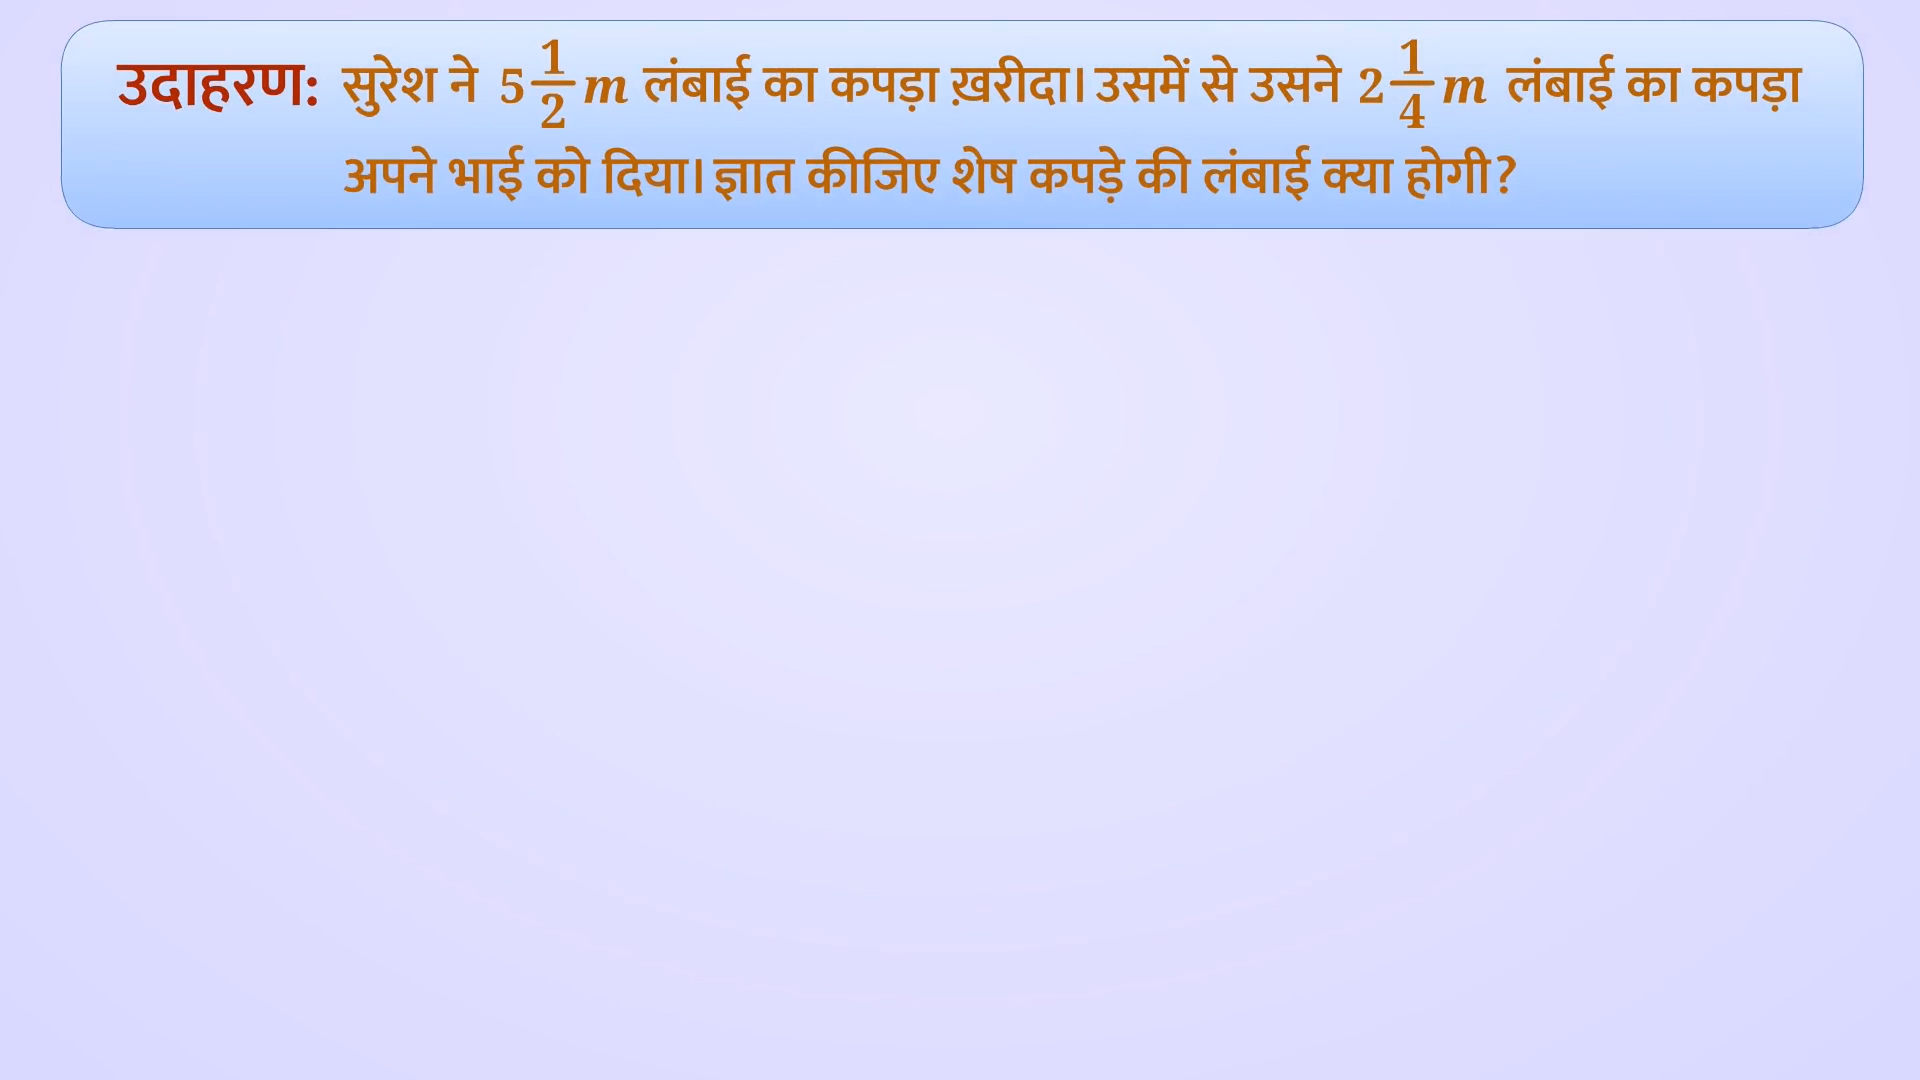 उदाहरण: सुरेश ने 5 1/2 m लंबाई का कपड़ा ख़रीदा। उसमें से उसने 2 1/4 m लंबाई का कपड़ा
अपने भाई को दिया। ज्ञात कीजिए शेष कपड़े की लंबाई क्या होगी?